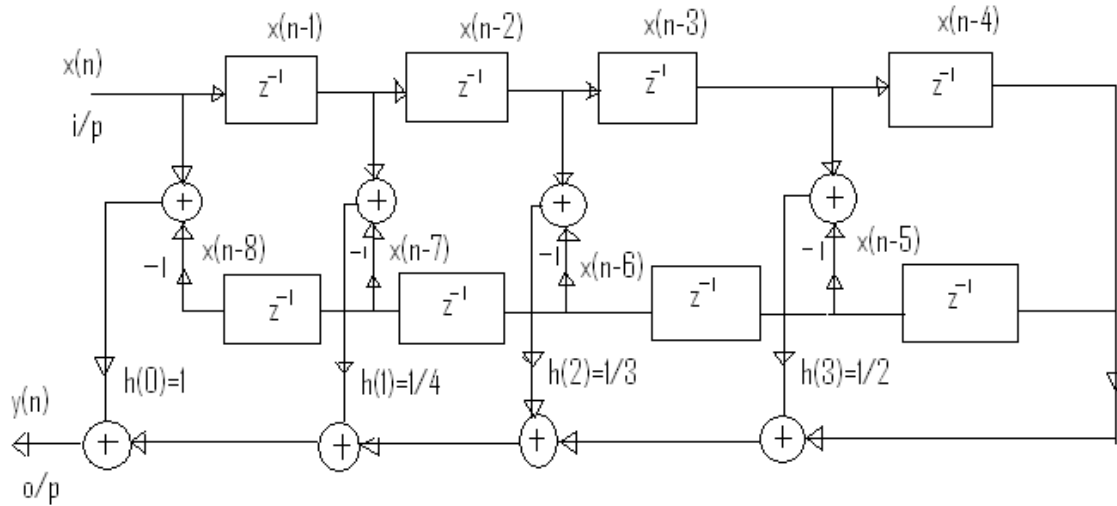 x(n-1) x(n-2) x(n-3) x(n-4)
x(n)
z⁻¹ z⁻¹ z⁻¹ z⁻¹
i/p
+ + + +
-1 x(n-8) -1 x(n-7) -1 x(n-6) -1 x(n-5)
z⁻¹ z⁻¹ z⁻¹ z⁻¹
h(0)=1 h(1)=1/4 h(2)=1/3 h(3)=1/2
y(n)
+ + + +
o/p